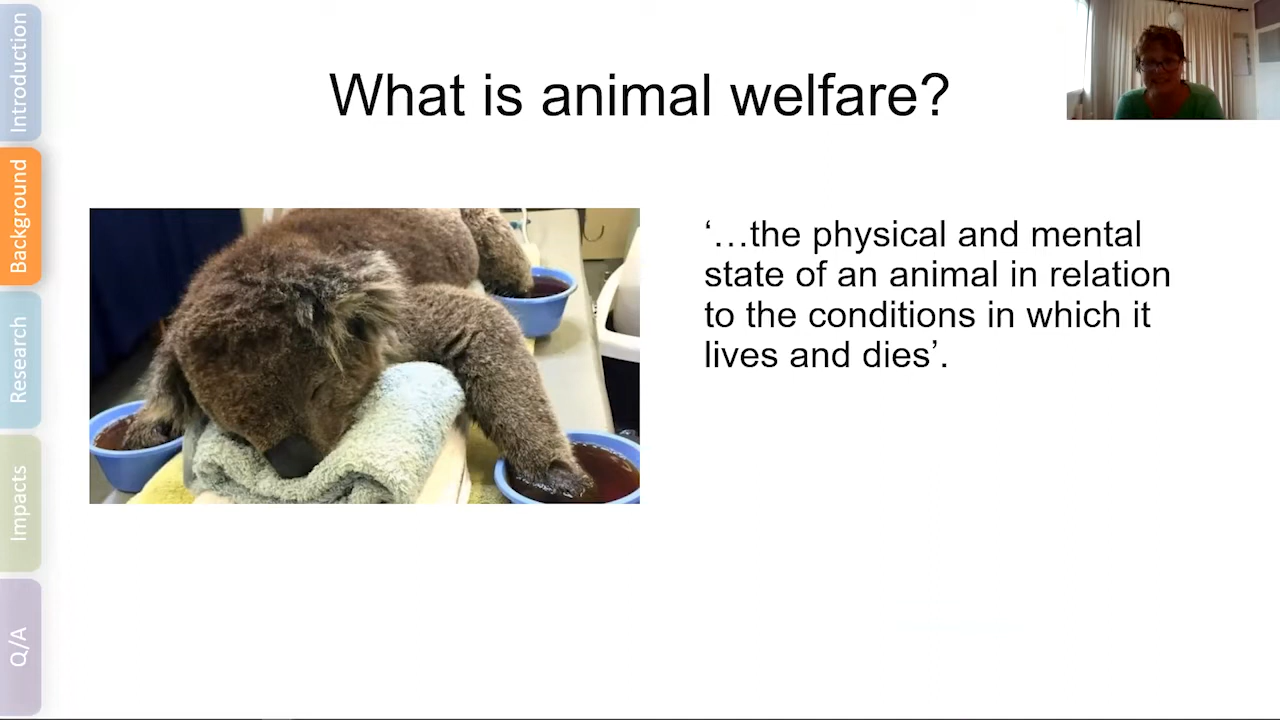 What is animal welfare?
Introduction
Background
Research
Impacts
Q/A
‘…the physical and mental
state of an animal in relation
to the conditions in which it
lives and dies’.